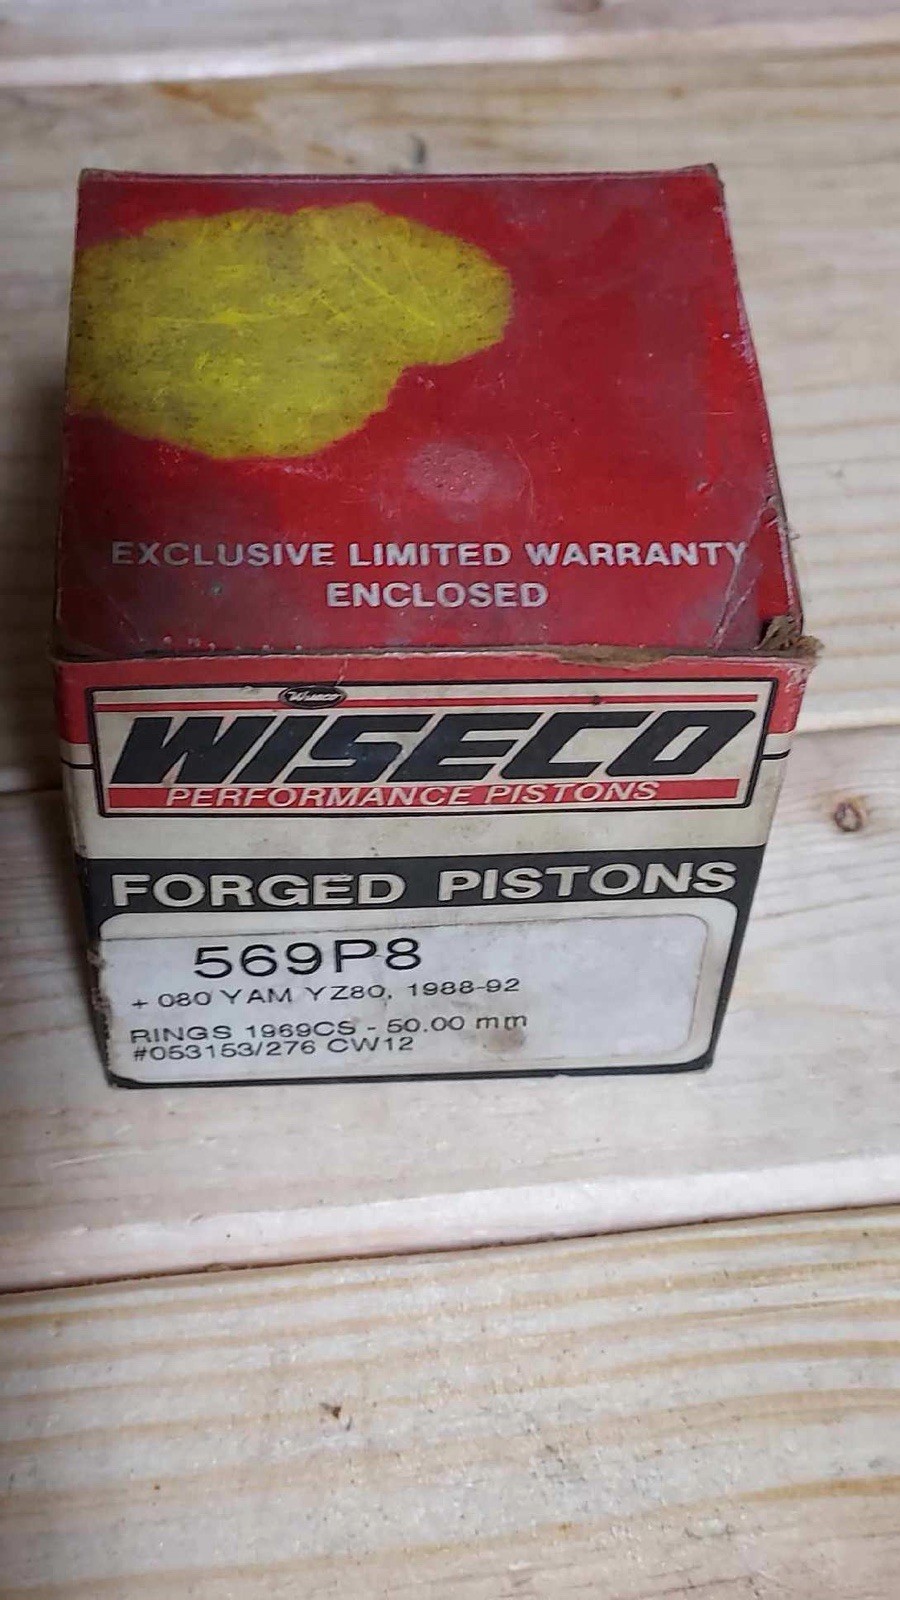 EXCLUSIVE LIMITED WARRANTY
ENCLOSED
WISECO
WISECO
PERFORMANCE PISTONS
FORGED PISTONS
569P8
+ 080 YAM YZ80, 1988-92
RINGS 1969CS - 50.00 mm
#053153/276 CW12